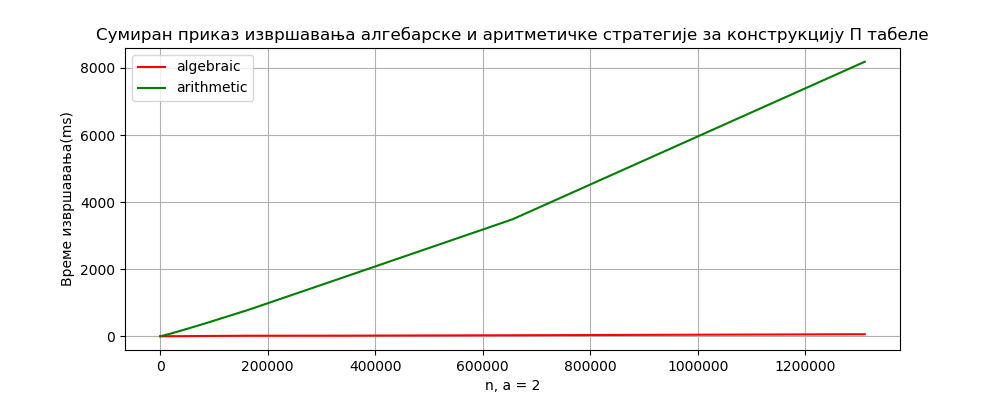 Сумиран приказ извршавања алгебарске и аритметичке стратегије за конструкцију П табеле
algebraic
arithmetic
8000
6000
4000
2000
0
Време извршавања(ms)
0 200000 400000 600000 800000 1000000 1200000
n, a = 2